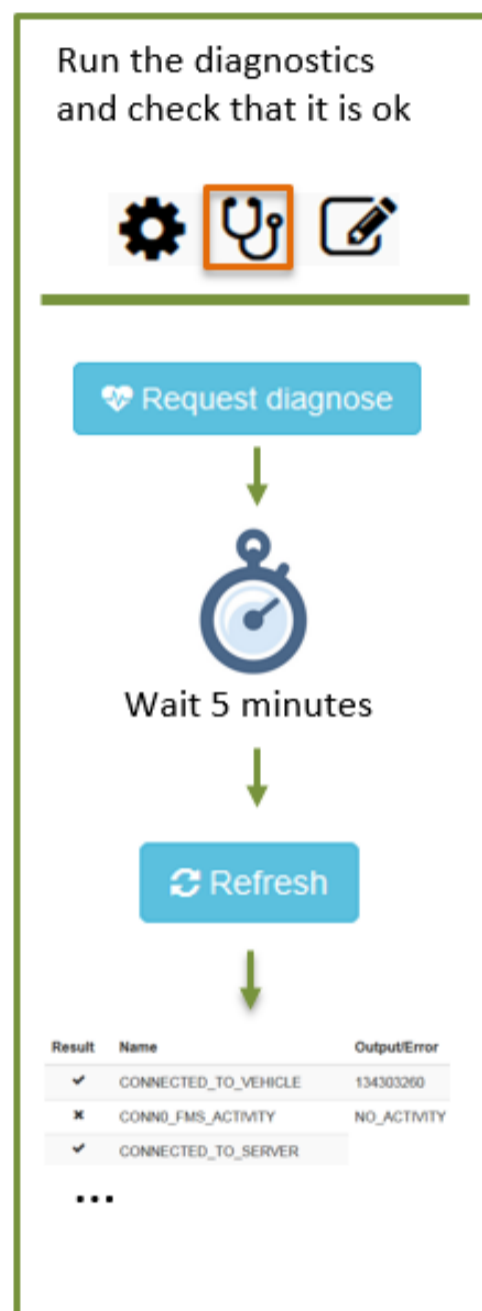 Run the diagnostics
and check that it is ok
Request diagnose
Wait 5 minutes
Refresh
Result Name Output/Error
✔ CONNECTED_TO_VEHICLE 134303260
✖ CONN0_FMS_ACTIVITY NO_ACTIVITY
✔ CONNECTED_TO_SERVER
...